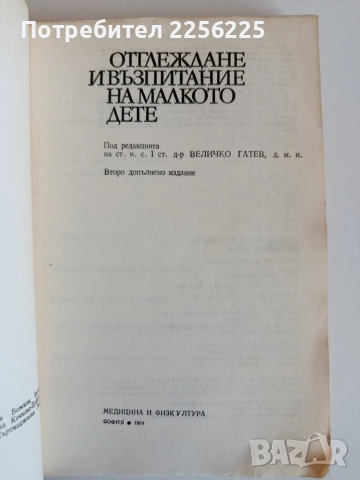 Потребител 2256225
ОТГЛЕЖДАНЕ
И ВЪЗПИТАНИЕ
НА МАЛКОТО
ДЕТЕ
Под редакцията
на ст. н. с. I ст. д-р ВЕЛИЧКО ГАТЕВ, д. м. н.
Второ допълнено издание
МЕДИЦИНА И ФИЗКУЛТУРА
СОФИЯ ● 1984
bazar